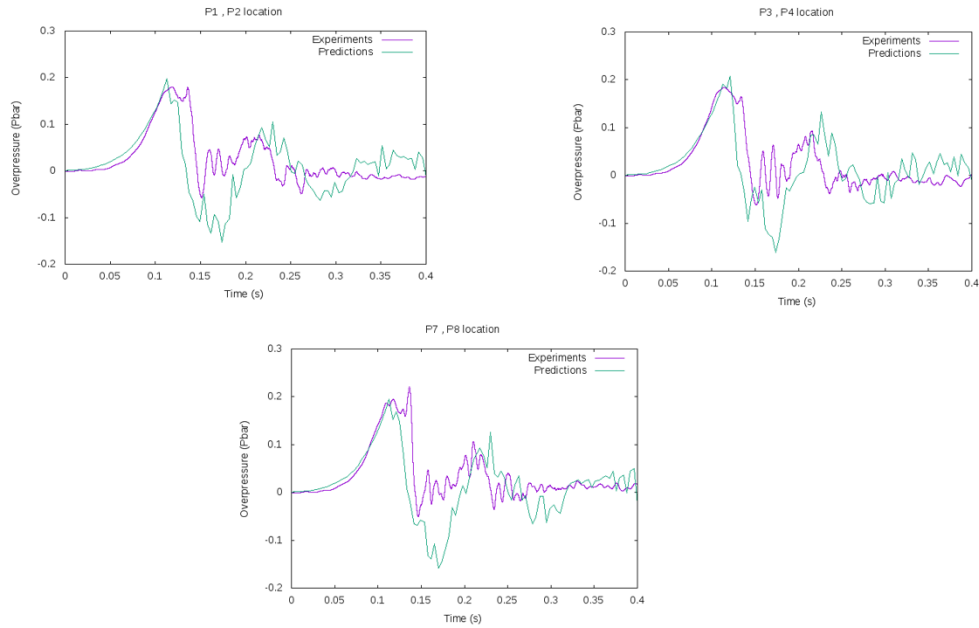 P1 , P2 location
Experiments
Predictions
0.3
0.2
0.1
0
-0.1
-0.2
Overpressure (Pbar)
0 0.05 0.1 0.15 0.2 0.25 0.3 0.35 0.4
Time (s)
P3 , P4 location
Experiments
Predictions
0.3
0.2
0.1
0
-0.1
-0.2
Overpressure (Pbar)
0 0.05 0.1 0.15 0.2 0.25 0.3 0.35 0.4
Time (s)
P7 , P8 location
Experiments
Predictions
0.3
0.2
0.1
0
-0.1
-0.2
Overpressure (Pbar)
0 0.05 0.1 0.15 0.2 0.25 0.3 0.35 0.4
Time (s)